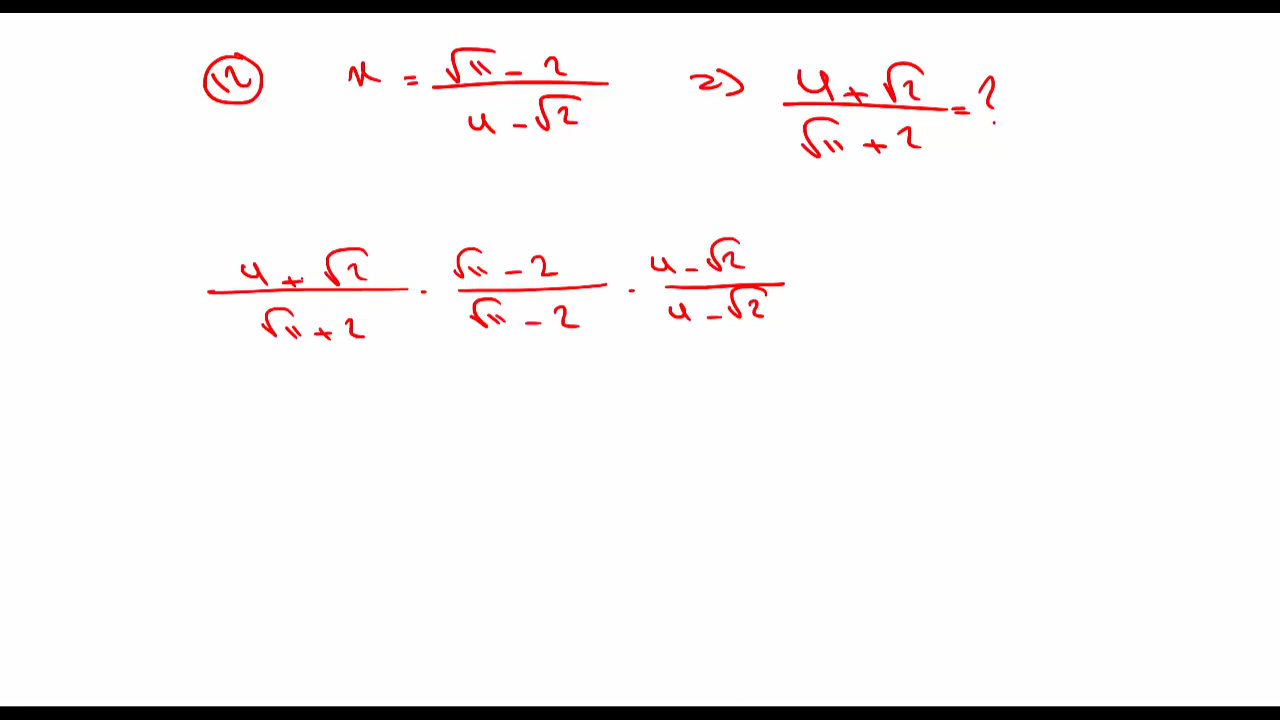 ⑫ x = (√11 - 2)/(4 - √2) ⇒ (4 + √2)/(√11 + 2) = ?
(4 + √2)/(√11 + 2) · (√11 - 2)/(√11 - 2) · (4 - √2)/(4 - √2)